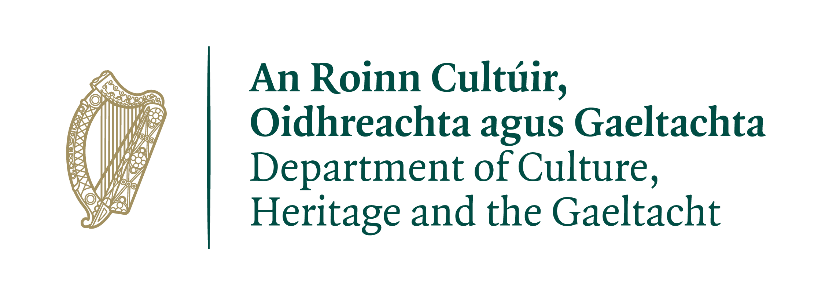 An Roinn Cultúir,
Oidhreachta agus Gaeltachta
Department of Culture,
Heritage and the Gaeltacht